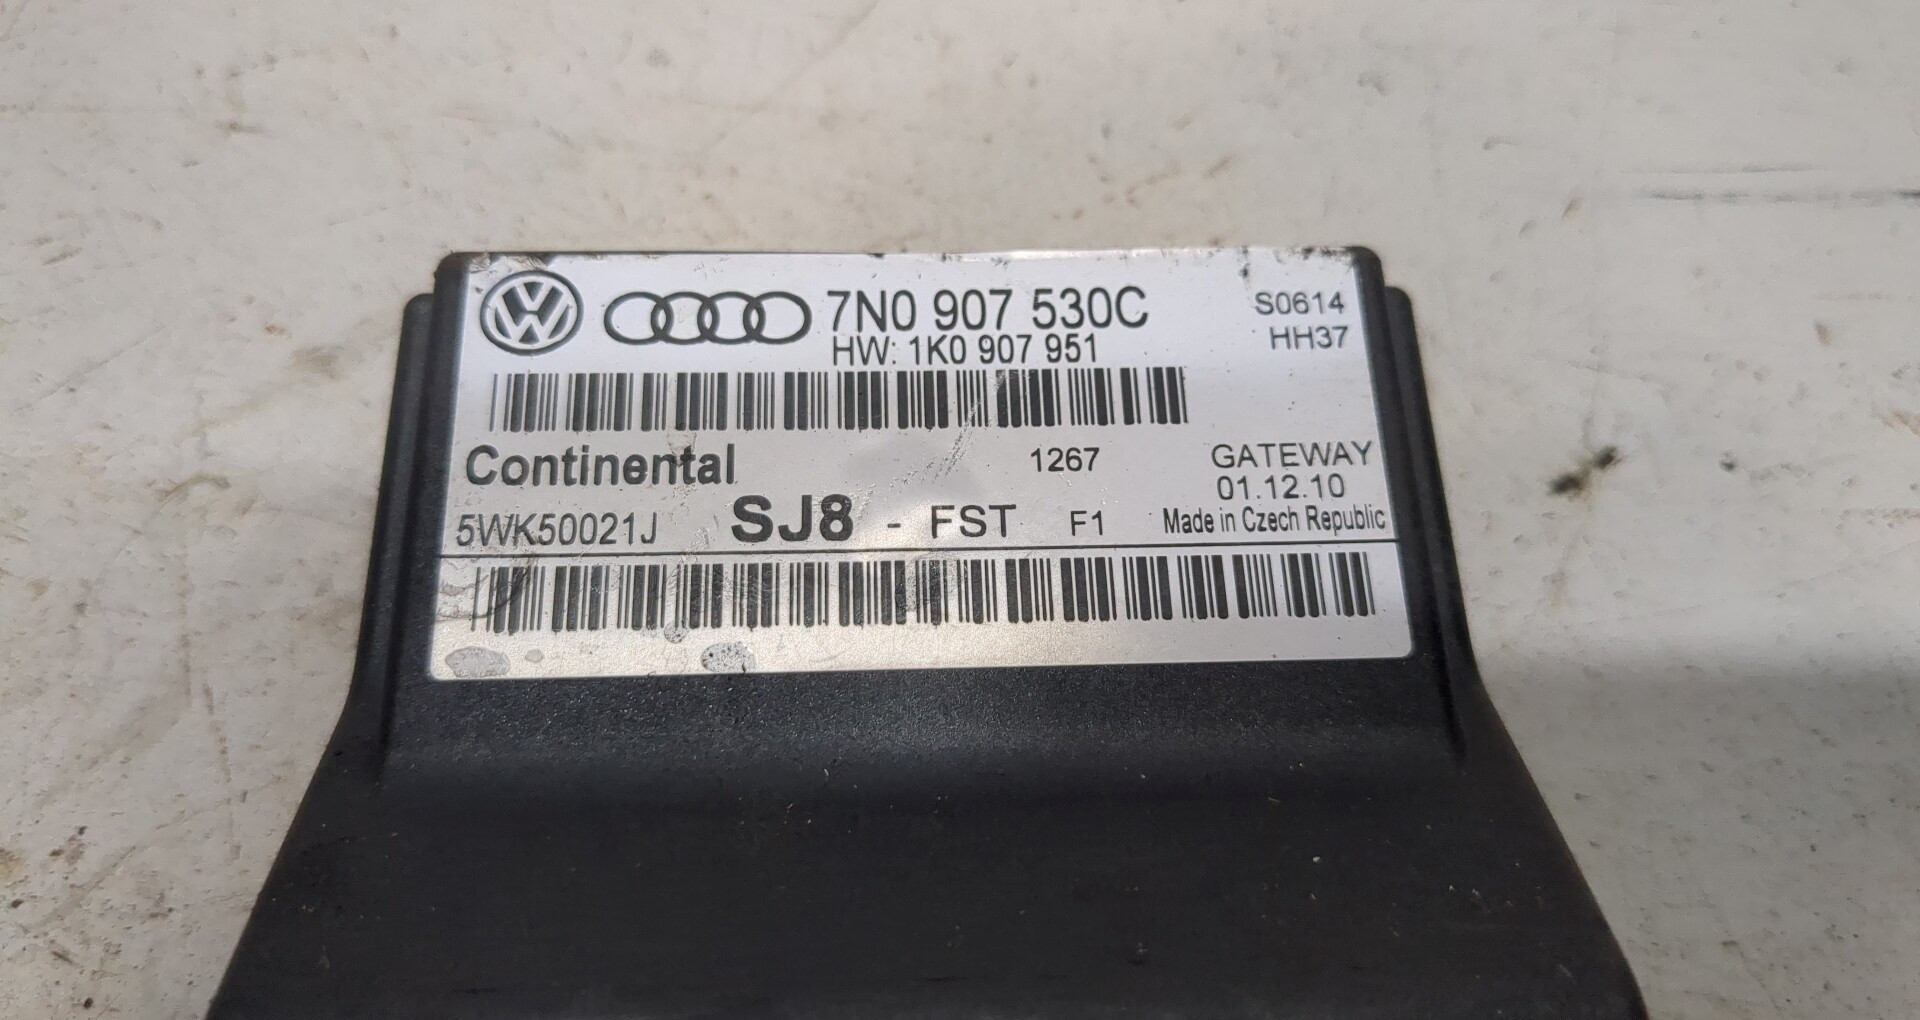 7N0 907 530C
S0614
HW: 1K0 907 951
HH37
Continental
1267
GATEWAY
01.12.10
5WK50021J
SJ8 - FST F1
Made in Czech Republic